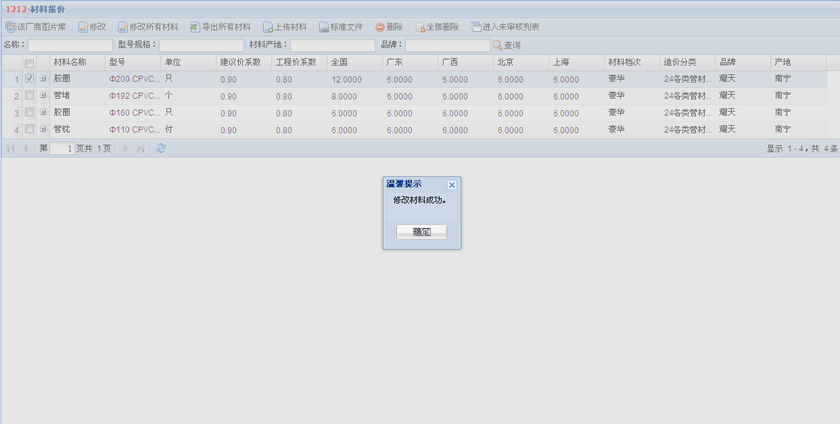 1212-材料报价
该厂商图片库 修改 修改所有材料 导出所有材料 上传材料 标准文件 删除 全部删除 进入未审核列表
名称： 型号规格： 材料产地： 品牌： 查询
材料名称 型号 单位 建议价系数 工程价系数 全国 广东 广西 北京 上海 材料档次 造价分类 品牌 产地
1 胶圈 Φ200 CPVC... 只 0.90 0.80 12.0000 6.0000 6.0000 6.0000 6.0000 豪华 24各类管材... 耀天 南宁
2 管堵 Φ192 CPVC... 个 0.90 0.80 8.0000 6.0000 6.0000 6.0000 6.0000 豪华 24各类管材... 耀天 南宁
3 胶圈 Φ160 CPVC... 只 0.90 0.80 6.0000 6.0000 6.0000 6.0000 6.0000 豪华 24各类管材... 耀天 南宁
4 管枕 Φ110 CPVC... 付 0.90 0.80 6.0000 6.0000 6.0000 6.0000 6.0000 豪华 24各类管材... 耀天 南宁
第 1 页共 1 页 显示 1 - 4，共 4 条
温馨提示
修改材料成功。
确定